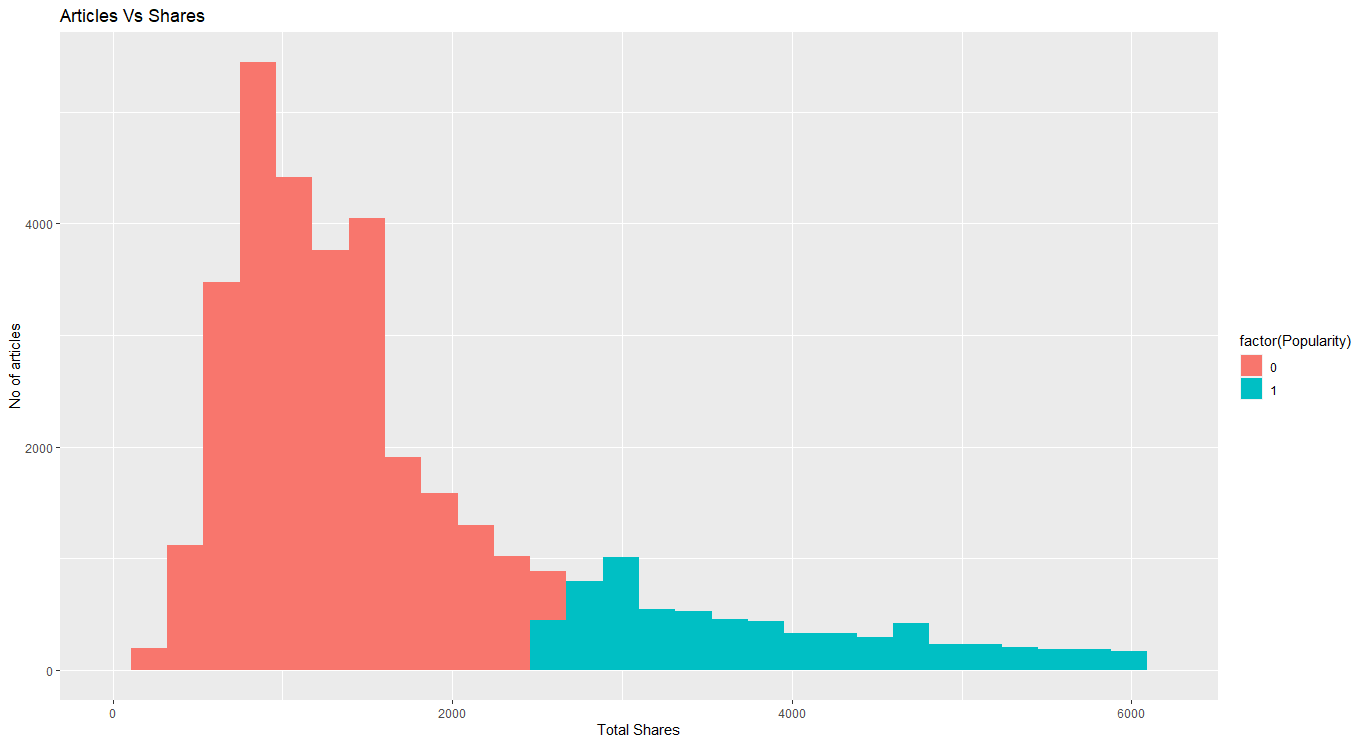 Articles Vs Shares
No of articles
4000
2000
0
0 2000 4000 6000
Total Shares
factor(Popularity)
0
1